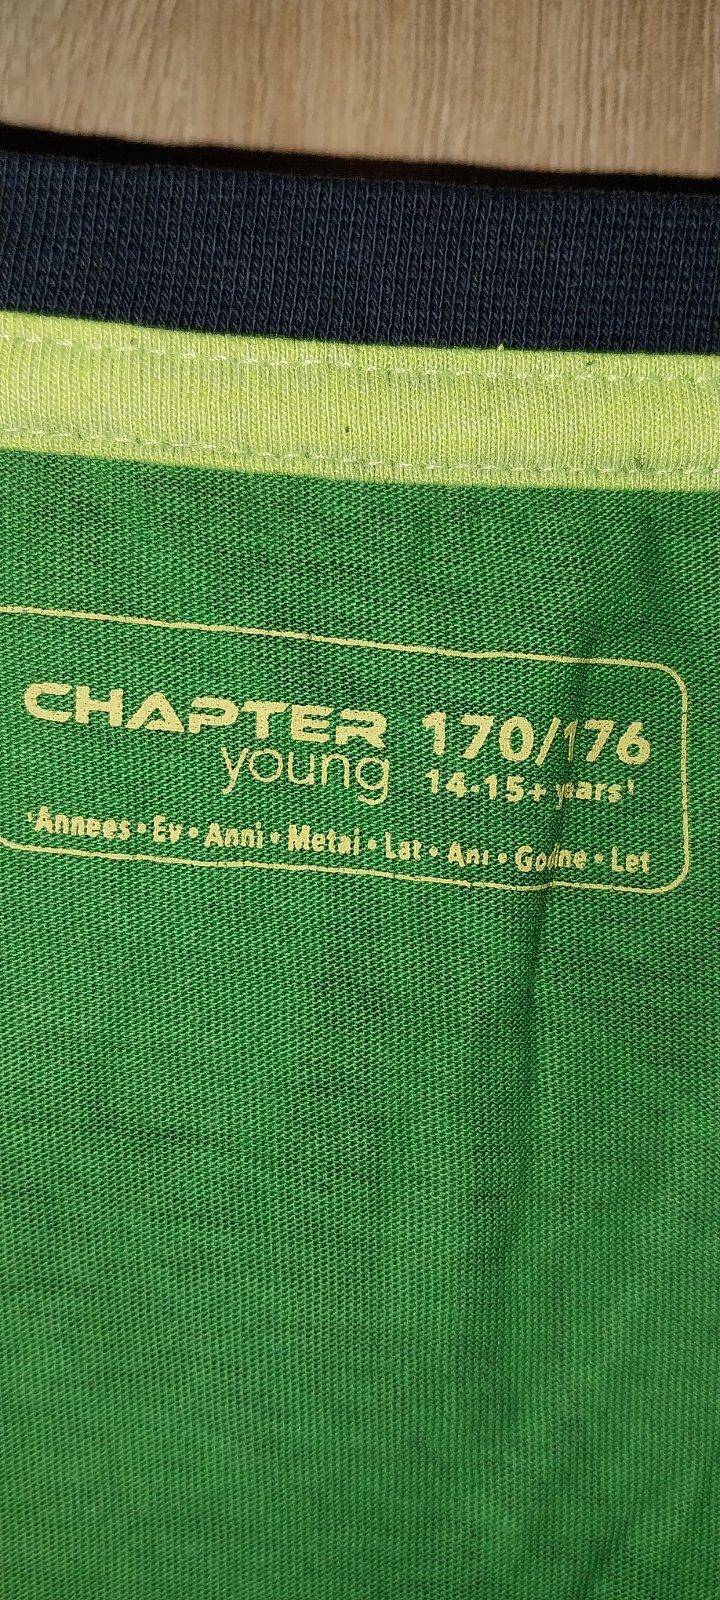 CHAPTER 170/176
young 14-15+ years¹
¹Annees • Ev • Anni • Metai • Lat • Ani • Godine • Let